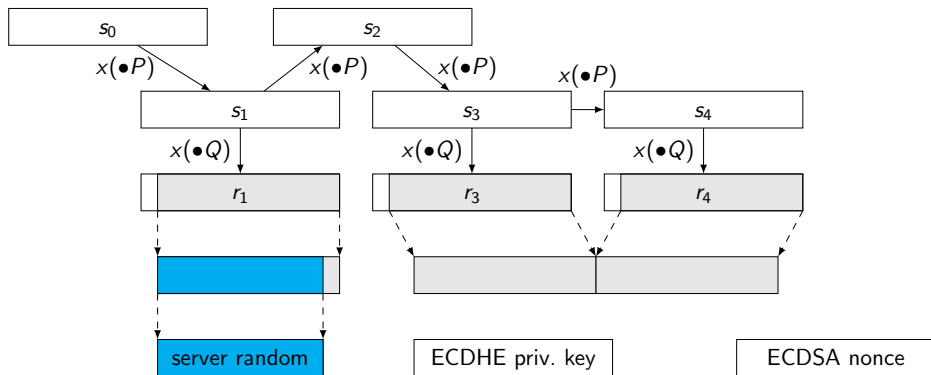 s₀
s₂
x(•P)
x(•P)
x(•P)
x(•P)
s₁
s₃
s₄
x(•Q)
x(•Q)
x(•Q)
r₁
r₃
r₄
server random
ECDHE priv. key
ECDSA nonce